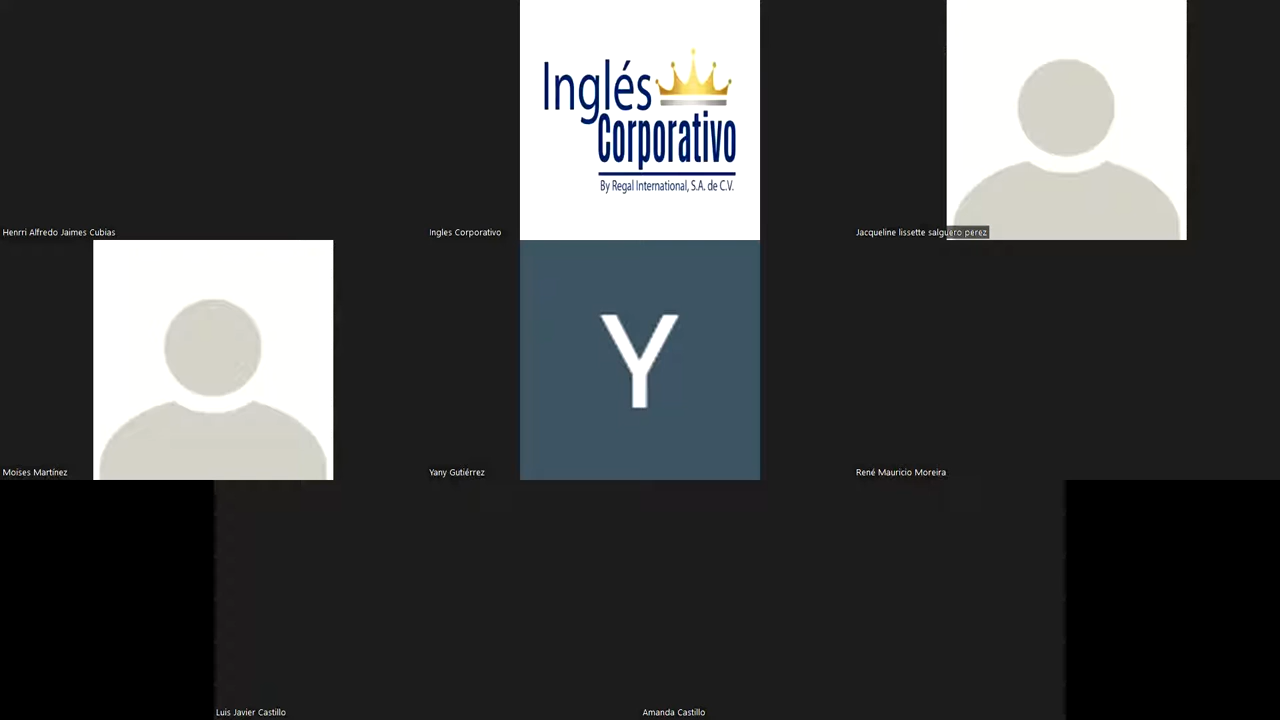 Inglés
Corporativo
By Regal International, S.A. de C.V.
Henrri Alfredo Jaimes Cubias
Ingles Corporativo
Jacqueline lissette salguero perez
Y
Moises Martínez
Yany Gutiérrez
René Mauricio Moreira
Luis Javier Castillo
Amanda Castillo